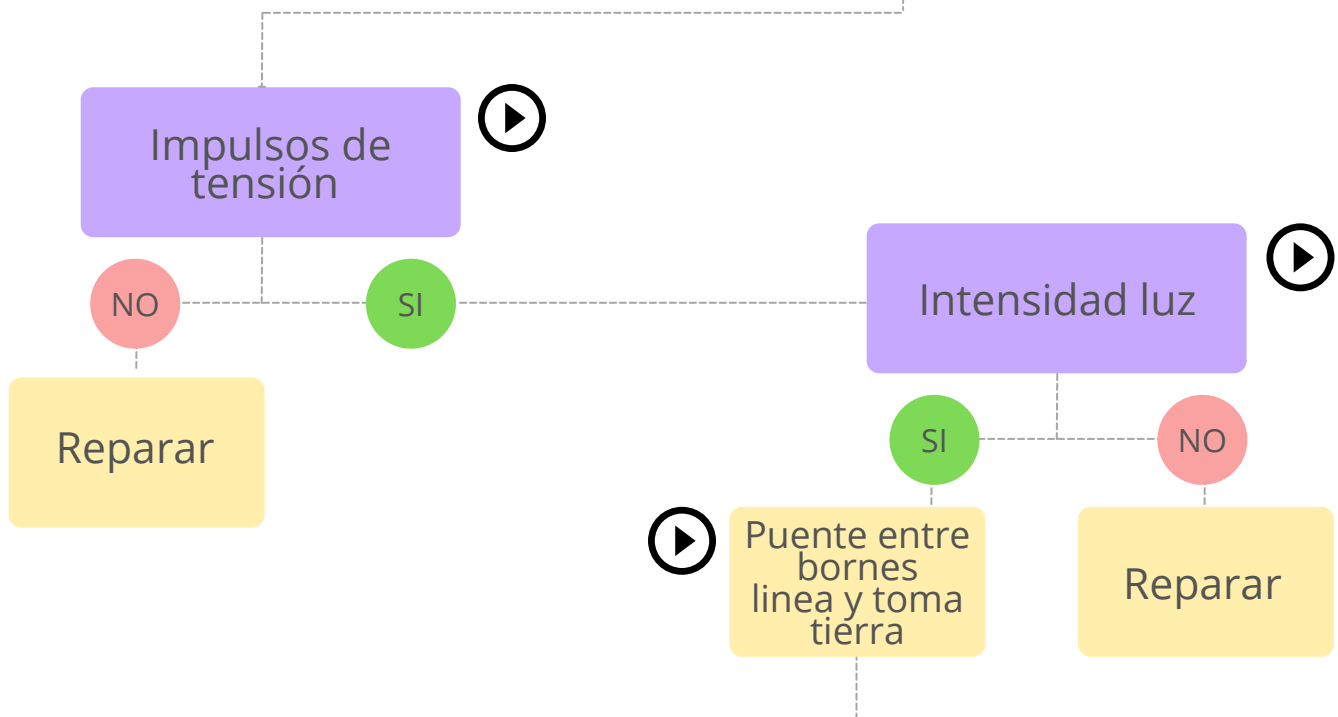 Impulsos de
tensión
NO
SI
Reparar
Intensidad luz
SI
NO
Puente entre
bornes
linea y toma
tierra
Reparar